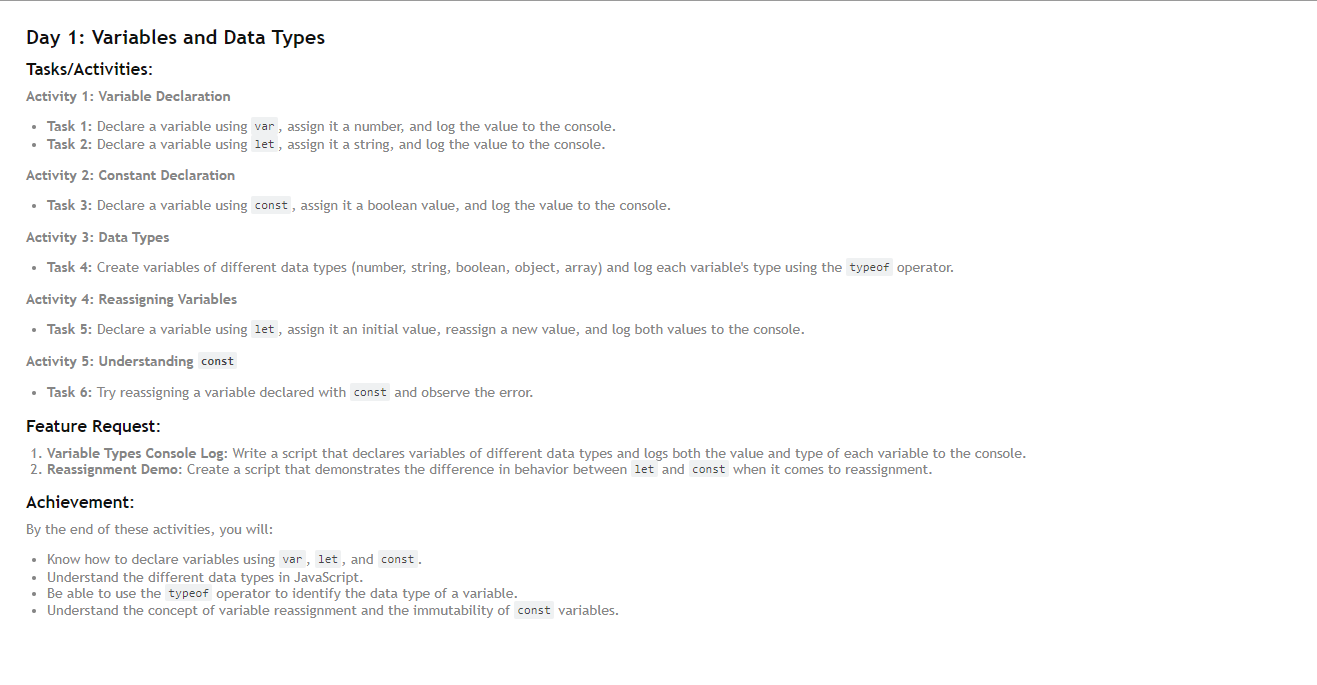 Day 1: Variables and Data Types
Tasks/Activities:
Activity 1: Variable Declaration
• Task 1: Declare a variable using var, assign it a number, and log the value to the console.
• Task 2: Declare a variable using let, assign it a string, and log the value to the console.
Activity 2: Constant Declaration
• Task 3: Declare a variable using const, assign it a boolean value, and log the value to the console.
Activity 3: Data Types
• Task 4: Create variables of different data types (number, string, boolean, object, array) and log each variable's type using the typeof operator.
Activity 4: Reassigning Variables
• Task 5: Declare a variable using let, assign it an initial value, reassign a new value, and log both values to the console.
Activity 5: Understanding const
• Task 6: Try reassigning a variable declared with const and observe the error.
Feature Request:
1. Variable Types Console Log: Write a script that declares variables of different data types and logs both the value and type of each variable to the console.
2. Reassignment Demo: Create a script that demonstrates the difference in behavior between let and const when it comes to reassignment.
Achievement:
By the end of these activities, you will:
• Know how to declare variables using var, let, and const.
• Understand the different data types in JavaScript.
• Be able to use the typeof operator to identify the data type of a variable.
• Understand the concept of variable reassignment and the immutability of const variables.